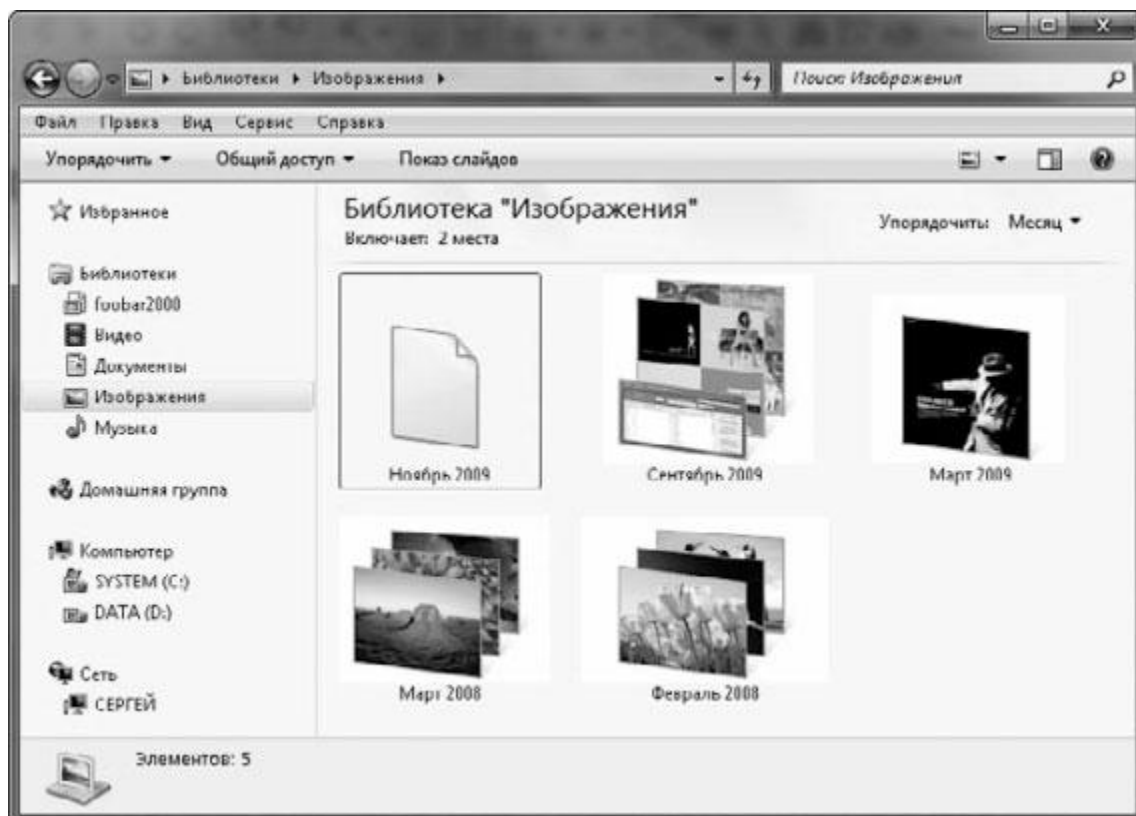 Библиотеки Изображения
Поиск: Изображения
Файл Правка Вид Сервис Справка
Упорядочить Общий доступ Показ слайдов
Избранное
Библиотеки
foobar2000
Видео
Документы
Изображения
Музыка
Домашняя группа
Компьютер
SYSTEM (C:)
DATA (D:)
Сеть
СЕРГЕЙ
Библиотека "Изображения"
Включает: 2 места
Упорядочить: Месяц
Ноябрь 2009
Сентябрь 2009
Март 2009
Март 2008
Февраль 2008
Элементов: 5